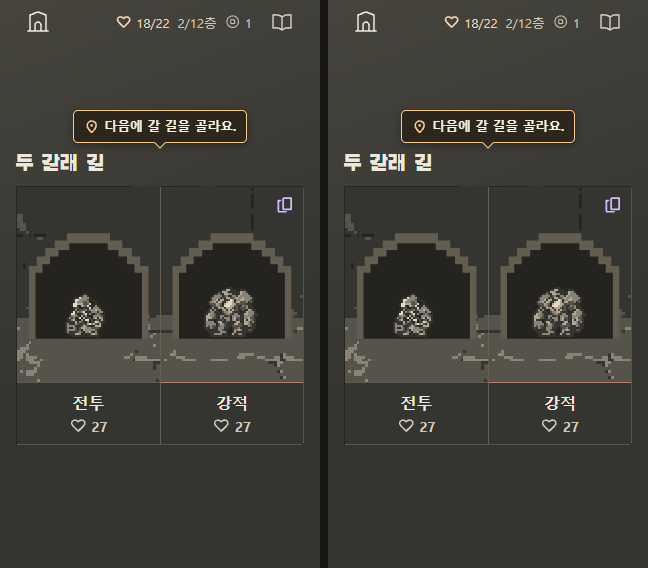 18/22 2/12층 1
다음에 갈 길을 골라요.
두 갈래 길
전투
27
강적
27
18/22 2/12층 1
다음에 갈 길을 골라요.
두 갈래 길
전투
27
강적
27